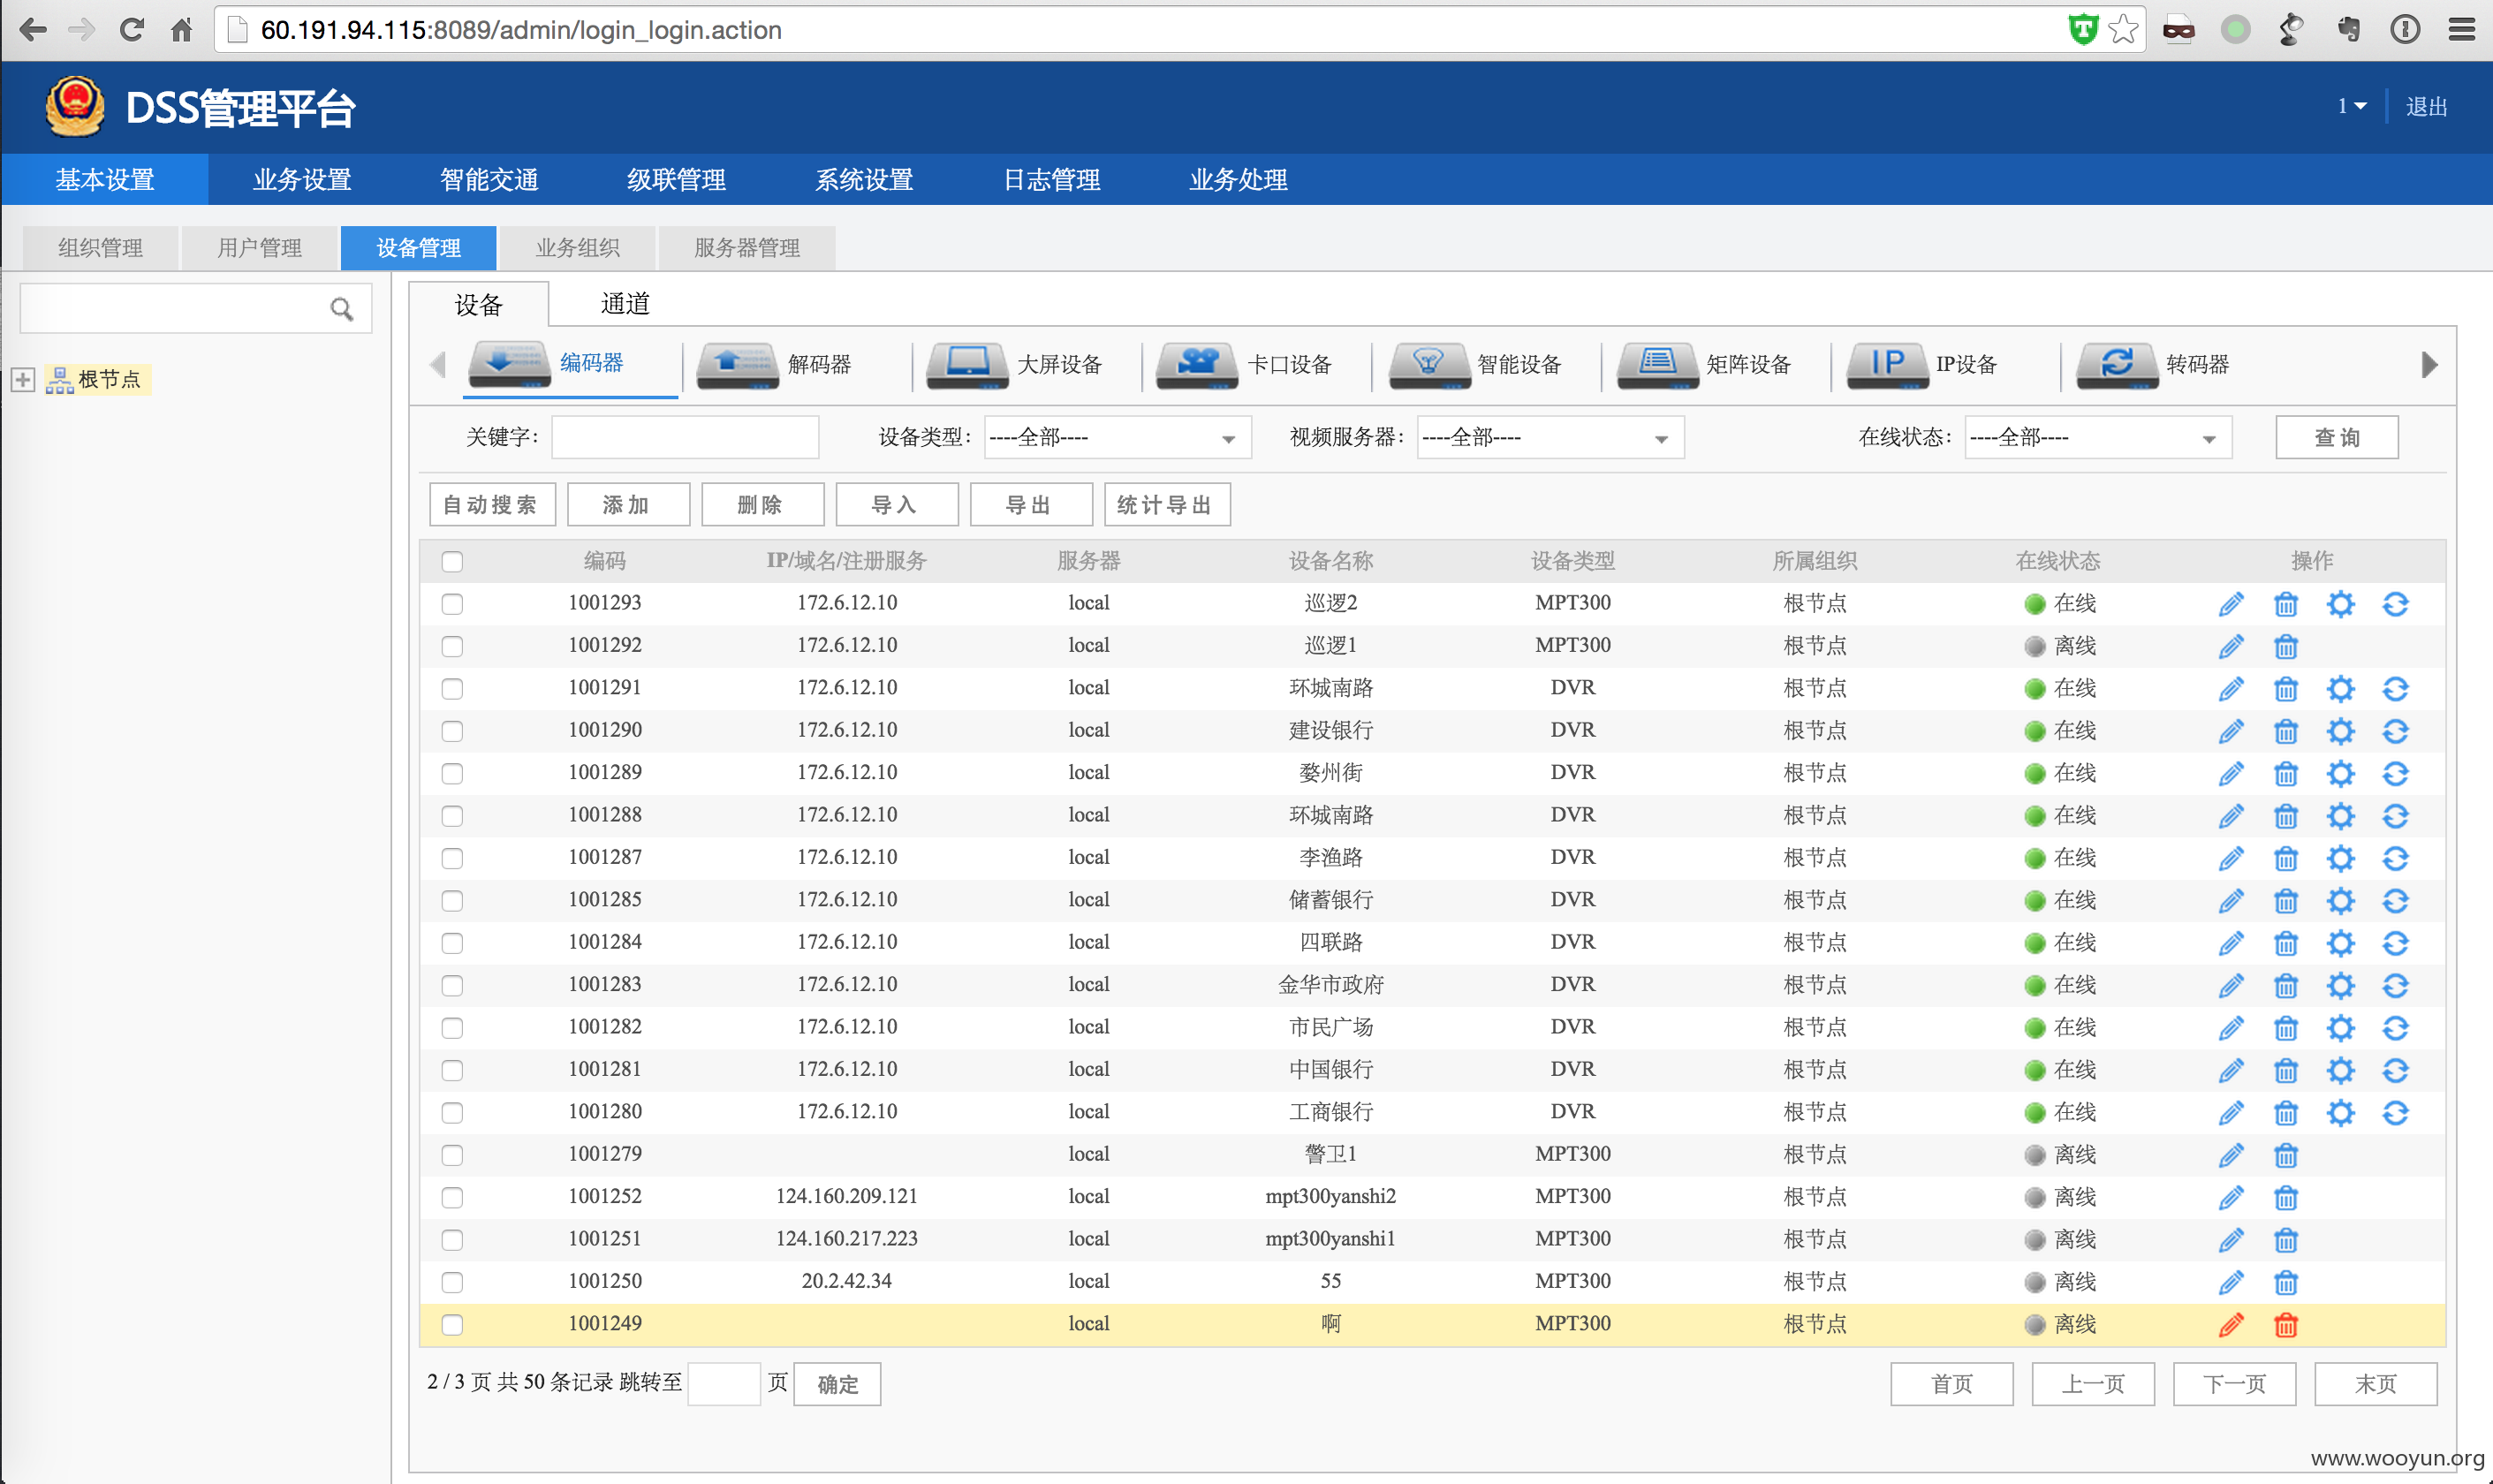 60.191.94.115:8089/admin/login_login.action
DSS管理平台
1 退出
基本设置 业务设置 智能交通 级联管理 系统设置 日志管理 业务处理
组织管理 用户管理 设备管理 业务组织 服务器管理
设备 通道
根节点
编码器 解码器 大屏设备 卡口设备 智能设备 矩阵设备 IP IP设备 转码器
关键字: 设备类型: ----全部---- 视频服务器: ----全部---- 在线状态: ----全部---- 查询
自动搜索 添加 删除 导入 导出 统计导出
编码 IP/域名/注册服务 服务器 设备名称 设备类型 所属组织 在线状态 操作
1001293 172.6.12.10 local 巡逻2 MPT300 根节点 在线
1001292 172.6.12.10 local 巡逻1 MPT300 根节点 离线
1001291 172.6.12.10 local 环城南路 DVR 根节点 在线
1001290 172.6.12.10 local 建设银行 DVR 根节点 在线
1001289 172.6.12.10 local 婺州街 DVR 根节点 在线
1001288 172.6.12.10 local 环城南路 DVR 根节点 在线
1001287 172.6.12.10 local 李渔路 DVR 根节点 在线
1001285 172.6.12.10 local 储蓄银行 DVR 根节点 在线
1001284 172.6.12.10 local 四联路 DVR 根节点 在线
1001283 172.6.12.10 local 金华市政府 DVR 根节点 在线
1001282 172.6.12.10 local 市民广场 DVR 根节点 在线
1001281 172.6.12.10 local 中国银行 DVR 根节点 在线
1001280 172.6.12.10 local 工商银行 DVR 根节点 在线
1001279 local 警卫1 MPT300 根节点 离线
1001252 124.160.209.121 local mpt300yanshi2 MPT300 根节点 离线
1001251 124.160.217.223 local mpt300yanshi1 MPT300 根节点 离线
1001250 20.2.42.34 local 55 MPT300 根节点 离线
1001249 local 啊 MPT300 根节点 离线
2 / 3 页 共 50 条记录 跳转至 页 确定 首页 上一页 下一页 末页
www.wooyun.org